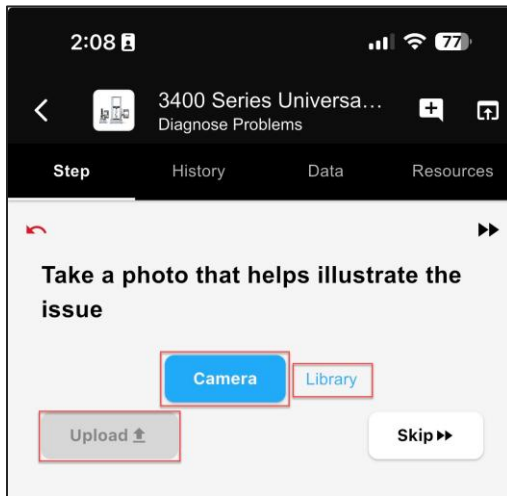 2:08
77
3400 Series Universa...
Diagnose Problems
Step
History
Data
Resources
Take a photo that helps illustrate the
issue
Camera
Library
Upload
Skip